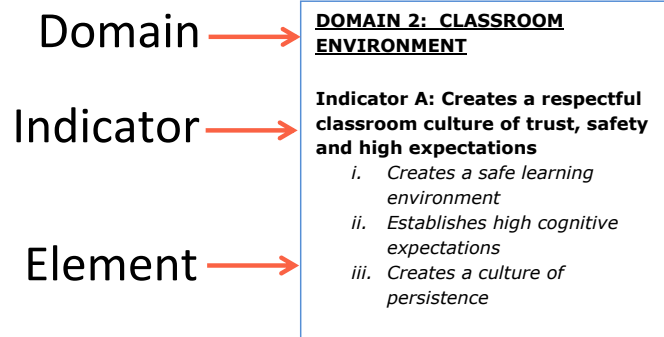 Domain
DOMAIN 2:  CLASSROOM
ENVIRONMENT
Indicator
Indicator A: Creates a respectful
classroom culture of trust, safety
and high expectations
i. Creates a safe learning
environment
ii. Establishes high cognitive
expectations
Element
iii. Creates a culture of
persistence